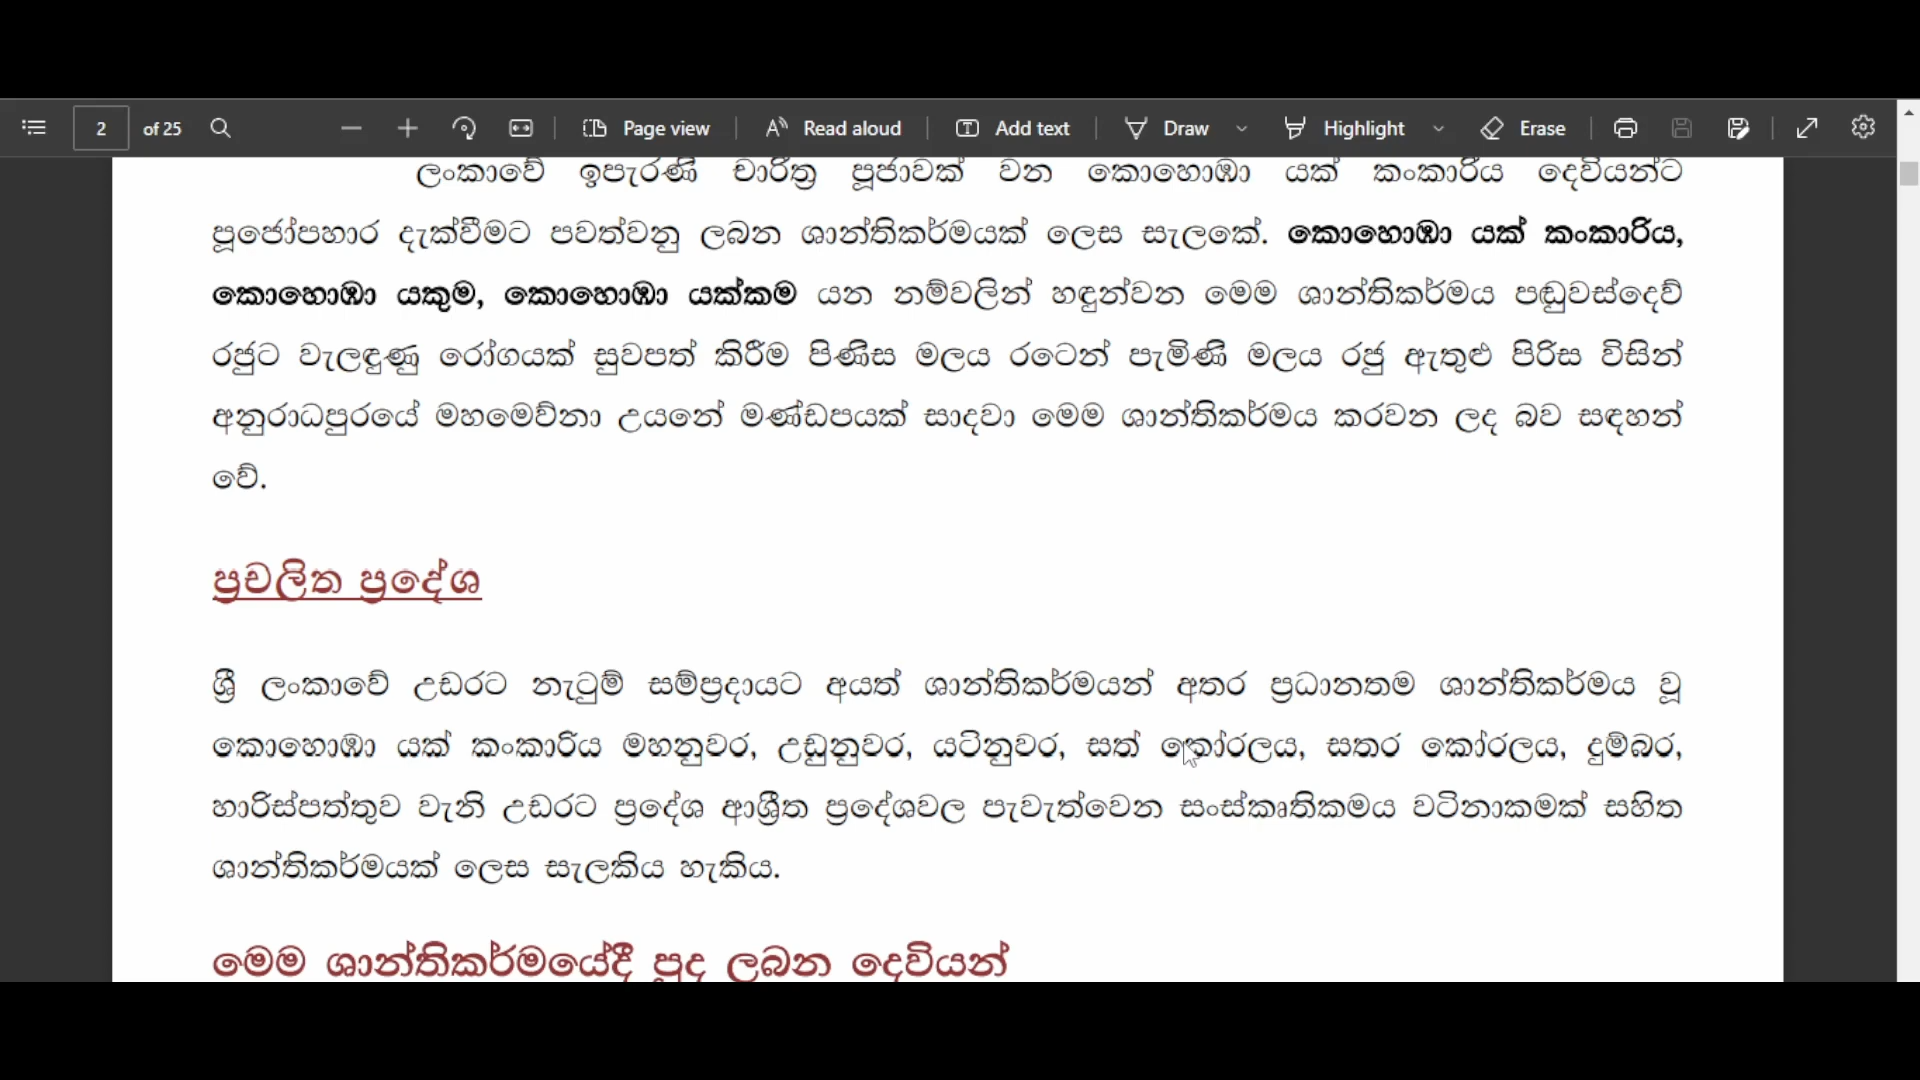 2 of 25 Page view Read aloud Add text Draw Highlight Erase
ලංකාවේ ඉපැරණි චාරිත්‍ර පූජාවක් වන කොහොඹා යක් කංකාරිය දෙවියන්ට
පූජෝපහාර දැක්වීමට පවත්වනු ලබන ශාන්තිකර්මයක් ලෙස සැලකේ. කොහොඹා යක් කංකාරිය,
කොහොඹා යකුම, කොහොඹා යක්කම යන නම්වලින් හඳුන්වන මෙම ශාන්තිකර්මය පඬුවස්දෙව්
රජුට වැලඳුණු රෝගයක් සුවපත් කිරීම පිණිස මලය රටෙන් පැමිණි මලය රජු ඇතුළු පිරිස විසින්
අනුරාධපුරයේ මහමෙව්නා උයනේ මණ්ඩපයක් සාදවා මෙම ශාන්තිකර්මය කරවන ලද බව සඳහන්
වේ.
ප්‍රචලිත ප්‍රදේශ
ශ්‍රී ලංකාවේ උඩරට නැටුම් සම්ප්‍රදායට අයත් ශාන්තිකර්මයන් අතර ප්‍රධානතම ශාන්තිකර්මය වූ
කොහොඹා යක් කංකාරිය මහනුවර, උඩුනුවර, යටිනුවර, සත් කෝරලය, සතර කෝරලය, දුම්බර,
හාරිස්පත්තුව වැනි උඩරට ප්‍රදේශ ආශ්‍රීත ප්‍රදේශවල පැවැත්වෙන සංස්කෘතිකමය වටිනාකමක් සහිත
ශාන්තිකර්මයක් ලෙස සැලකිය හැකිය.
මෙම ශාන්තිකර්මයේදී පුද ලබන දෙවියන්